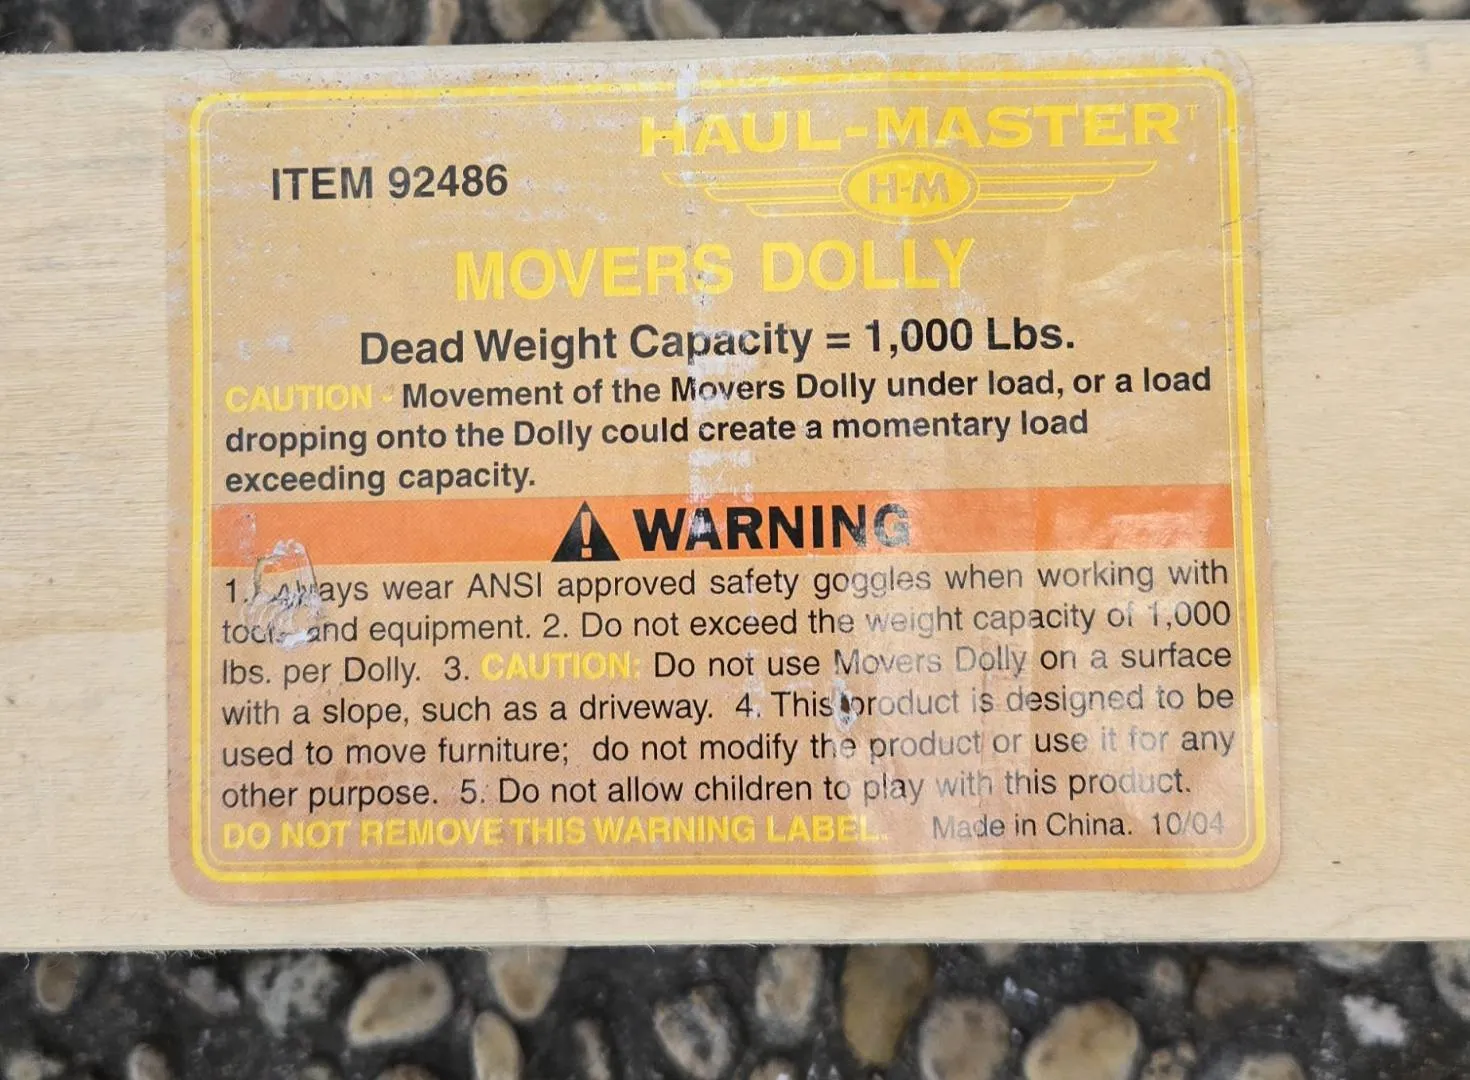 HAUL-MASTER
ITEM 92486
H-M
MOVERS DOLLY
Dead Weight Capacity = 1,000 Lbs.
CAUTION - Movement of the Movers Dolly under load, or a load
dropping onto the Dolly could create a momentary load
exceeding capacity.
WARNING
1. Always wear ANSI approved safety goggles when working with
tools and equipment. 2. Do not exceed the weight capacity of 1,000
lbs. per Dolly. 3. CAUTION: Do not use Movers Dolly on a surface
with a slope, such as a driveway. 4. This product is designed to be
used to move furniture; do not modify the product or use it for any
other purpose. 5. Do not allow children to play with this product.
DO NOT REMOVE THIS WARNING LABEL. Made in China. 10/04